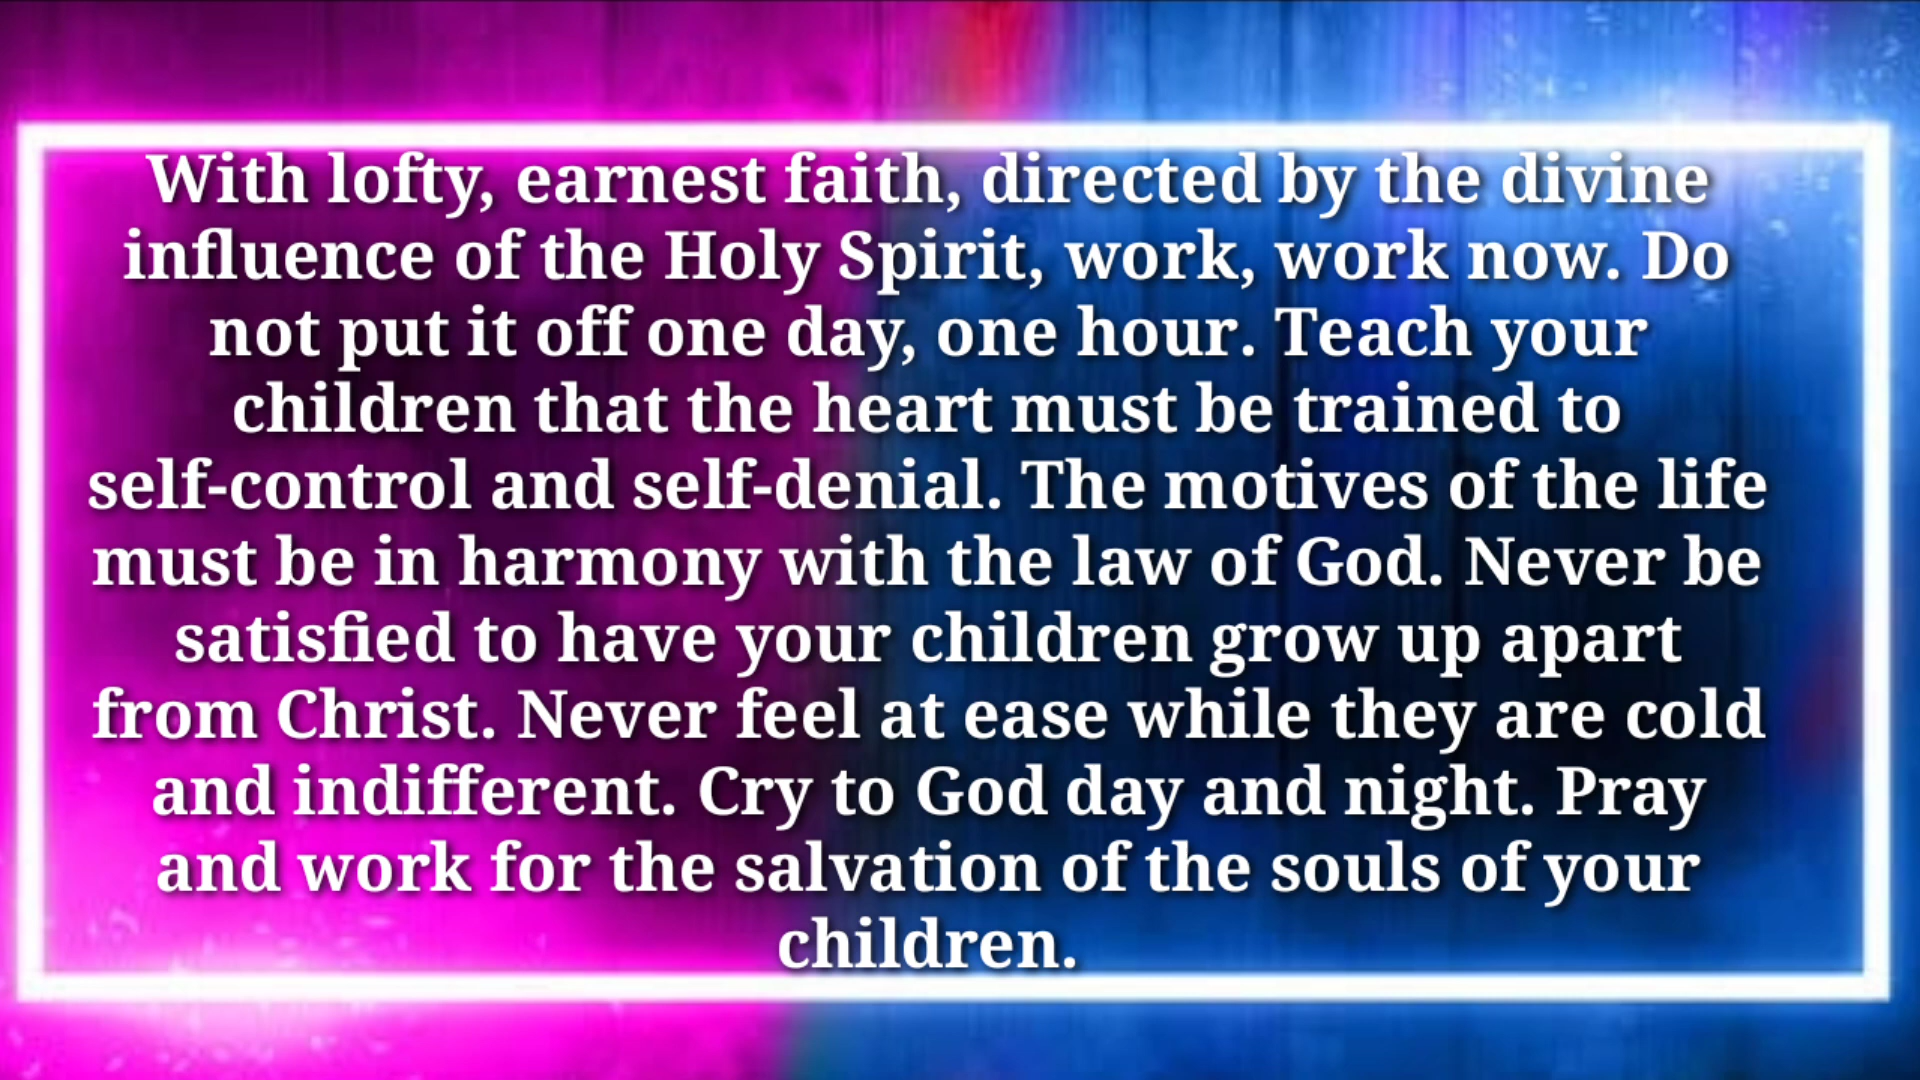 With lofty, earnest faith, directed by the divine
influence of the Holy Spirit, work, work now. Do
not put it off one day, one hour. Teach your
children that the heart must be trained to
self-control and self-denial. The motives of the life
must be in harmony with the law of God. Never be
satisfied to have your children grow up apart
from Christ. Never feel at ease while they are cold
and indifferent. Cry to God day and night. Pray
and work for the salvation of the souls of your
children.